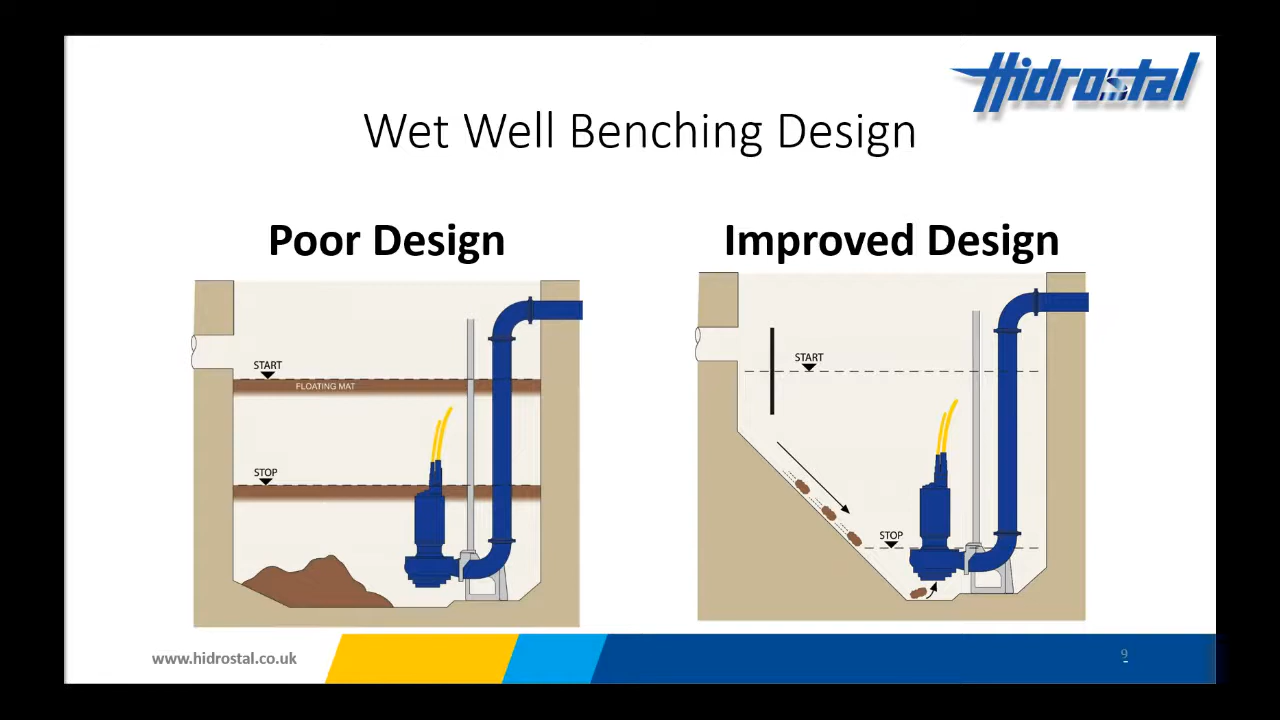 Hidrostal
Wet Well Benching Design
Poor Design
Improved Design
START
FLOATING MAT
STOP
START
STOP
www.hidrostal.co.uk
9